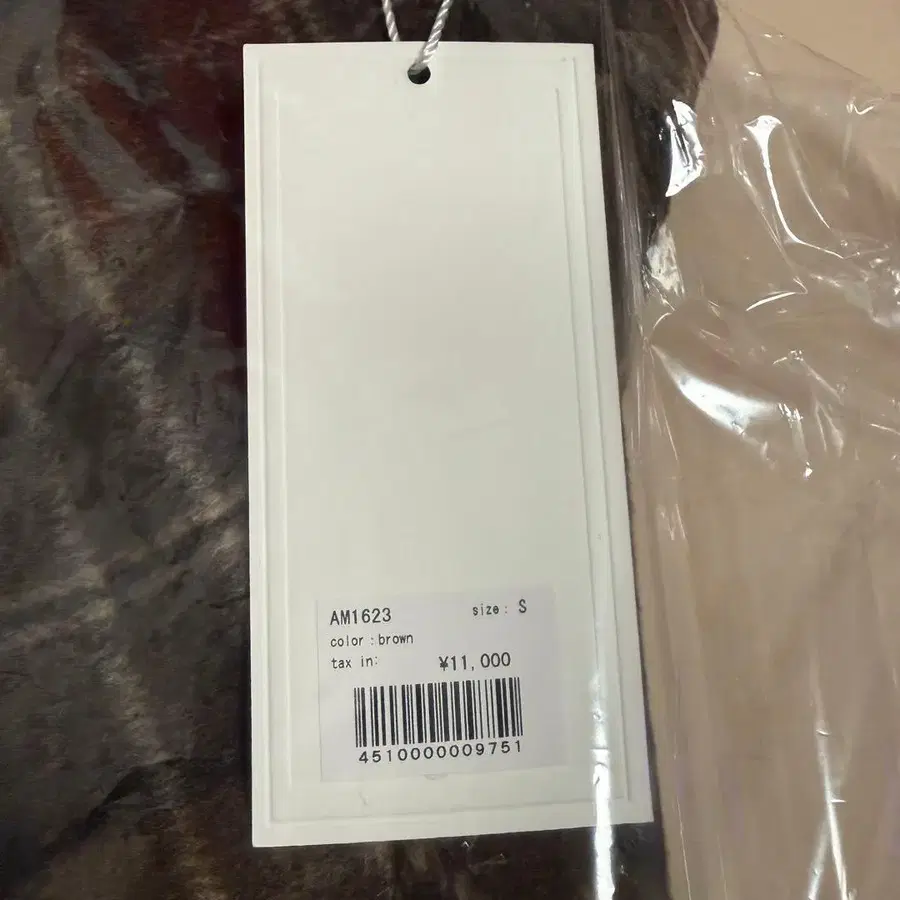 AM1623 size: S
color:brown
tax in: ¥11,000
4510000009751